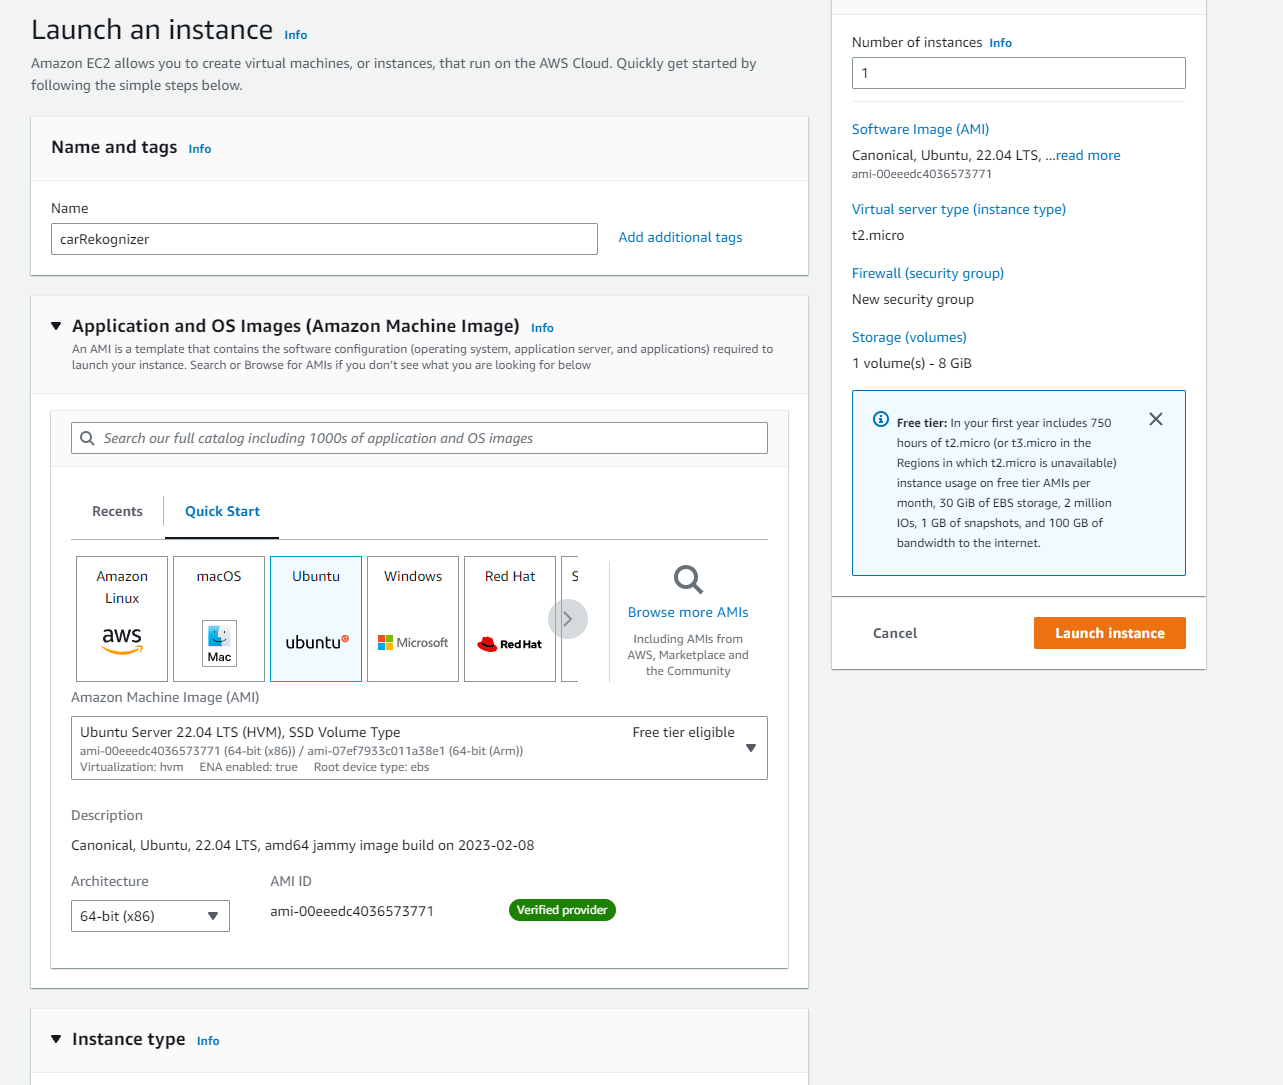 Launch an instance Info
Amazon EC2 allows you to create virtual machines, or instances, that run on the AWS Cloud. Quickly get started by
following the simple steps below.
Name and tags Info
Name
carRekognizer
Add additional tags
Application and OS Images (Amazon Machine Image) Info
An AMI is a template that contains the software configuration (operating system, application server, and applications) required to
launch your instance. Search or Browse for AMIs if you don't see what you are looking for below
Search our full catalog including 1000s of application and OS images
Recents
Quick Start
Amazon
Linux
aws
macOS
Mac
Ubuntu
ubuntu
Windows
Microsoft
Red Hat
Red Hat
S
Browse more AMIs
Including AMIs from
AWS, Marketplace and
the Community
Amazon Machine Image (AMI)
Ubuntu Server 22.04 LTS (HVM), SSD Volume Type
Free tier eligible
ami-00eeedc4036573771 (64-bit (x86)) / ami-07ef7933c011a38e1 (64-bit (Arm))
Virtualization: hvm ENA enabled: true Root device type: ebs
Description
Canonical, Ubuntu, 22.04 LTS, amd64 jammy image build on 2023-02-08
Architecture
AMI ID
64-bit (x86)
ami-00eeedc4036573771
Verified provider
Instance type Info
Number of instances Info
1
Software Image (AMI)
Canonical, Ubuntu, 22.04 LTS, ...read more
ami-00eeedc4036573771
Virtual server type (instance type)
t2.micro
Firewall (security group)
New security group
Storage (volumes)
1 volume(s) - 8 GiB
Free tier: In your first year includes 750
hours of t2.micro (or t3.micro in the
Regions in which t2.micro is unavailable)
instance usage on free tier AMIs per
month, 30 GiB of EBS storage, 2 million
IOs, 1 GB of snapshots, and 100 GB of
bandwidth to the internet.
Cancel
Launch instance